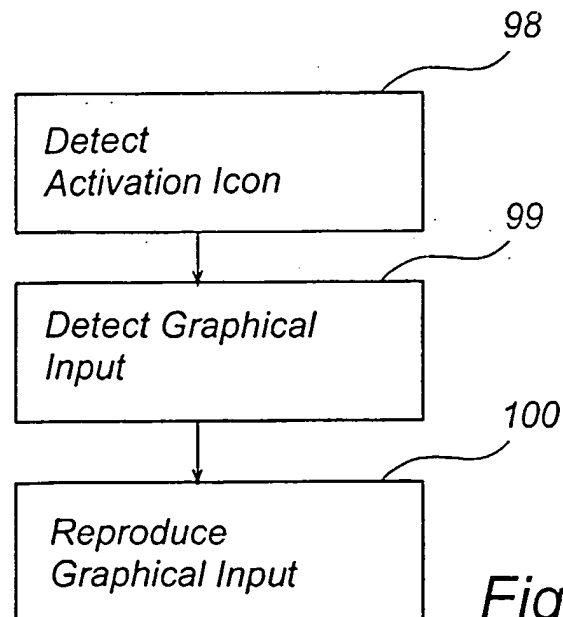 98
Detect
Activation Icon
99
Detect Graphical
Input
100
Reproduce
Graphical Input
Fig